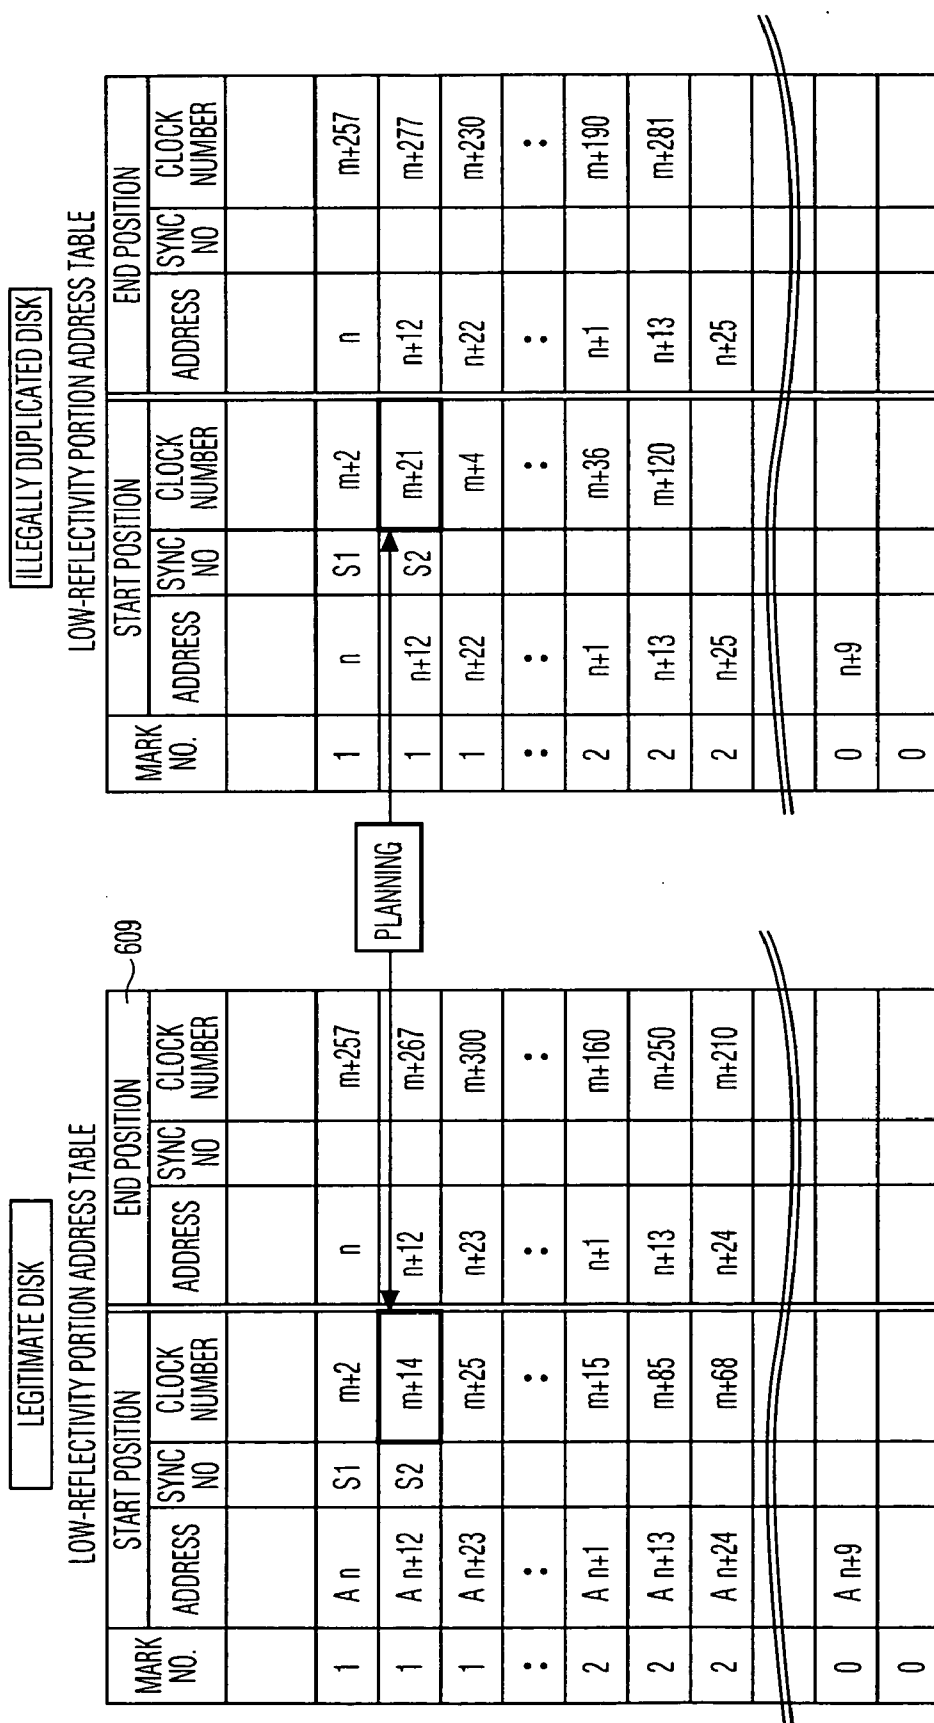 LEGITIMATE DISK
LOW-REFLECTIVITY PORTION ADDRESS TABLE
609
MARK NO. START POSITION END POSITION
ADDRESS SYNC NO CLOCK NUMBER ADDRESS SYNC NO CLOCK NUMBER
1 A n S1 m+2 n m+257
1 A n+12 S2 m+14 n+12 m+267
1 A n+23 m+25 n+23 m+300
: : : : :
2 A n+1 m+15 n+1 m+160
2 A n+13 m+85 n+13 m+250
2 A n+24 m+68 n+24 m+210
0 A n+9
0
PLANNING
ILLEGALLY DUPLICATED DISK
LOW-REFLECTIVITY PORTION ADDRESS TABLE
MARK NO. START POSITION END POSITION
ADDRESS SYNC NO CLOCK NUMBER ADDRESS SYNC NO CLOCK NUMBER
1 n S1 m+2 n m+257
1 n+12 S2 m+21 n+12 m+277
1 n+22 m+4 n+22 m+230
: : : : :
2 n+1 m+36 n+1 m+190
2 n+13 m+120 n+13 m+281
2 n+25 n+25
0 n+9
0